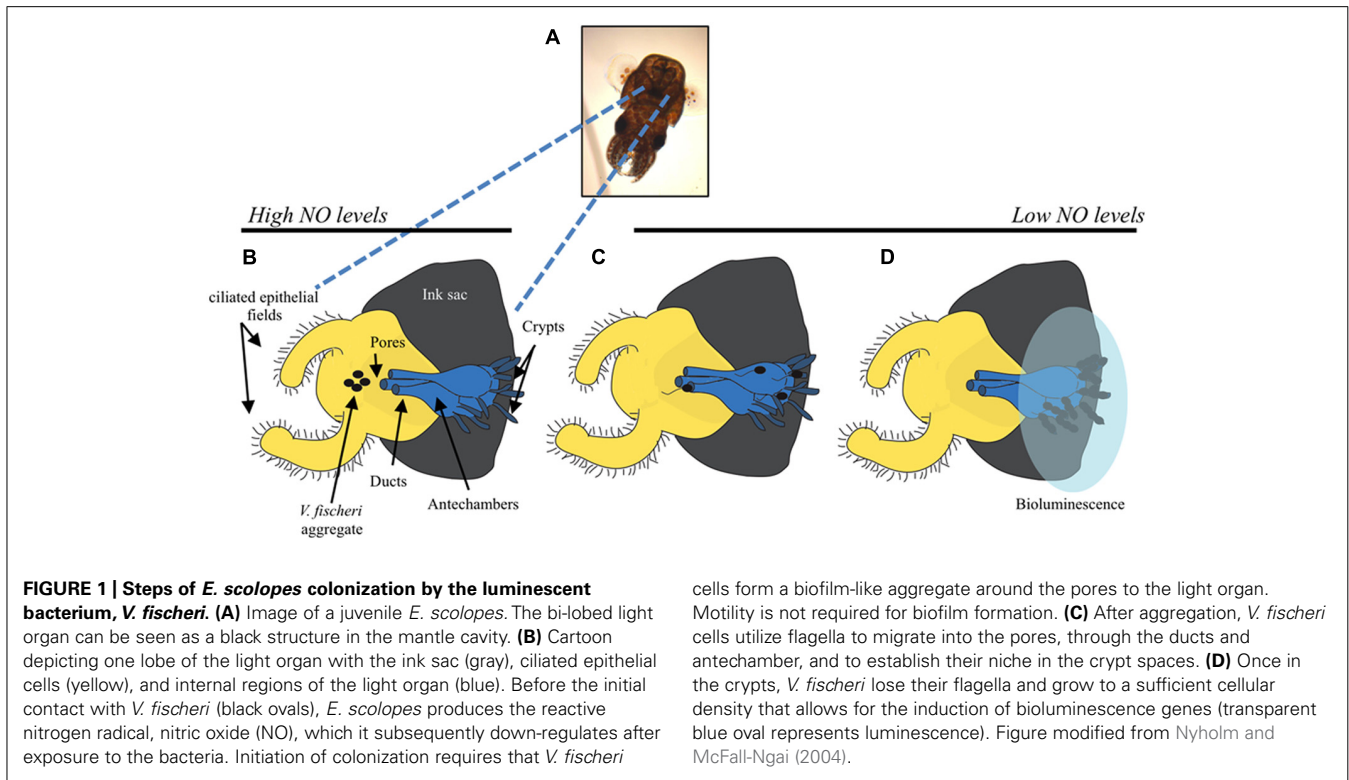 A
High NO levels
Low NO levels
B
C
D
ciliated epithelial
fields
Ink sac
Pores
Crypts
Ducts
Antechambers
V. fischeri
aggregate
Bioluminescence
FIGURE 1 | Steps of E. scolopes colonization by the luminescent
bacterium, V. fischeri. (A) Image of a juvenile E. scolopes. The bi-lobed light
organ can be seen as a black structure in the mantle cavity. (B) Cartoon
depicting one lobe of the light organ with the ink sac (gray), ciliated epithelial
cells (yellow), and internal regions of the light organ (blue). Before the initial
contact with V. fischeri (black ovals), E. scolopes produces the reactive
nitrogen radical, nitric oxide (NO), which it subsequently down-regulates after
exposure to the bacteria. Initiation of colonization requires that V. fischeri
cells form a biofilm-like aggregate around the pores to the light organ.
Motility is not required for biofilm formation. (C) After aggregation, V. fischeri
cells utilize flagella to migrate into the pores, through the ducts and
antechamber, and to establish their niche in the crypt spaces. (D) Once in
the crypts, V. fischeri lose their flagella and grow to a sufficient cellular
density that allows for the induction of bioluminescence genes (transparent
blue oval represents luminescence). Figure modified from Nyholm and
McFall-Ngai (2004).